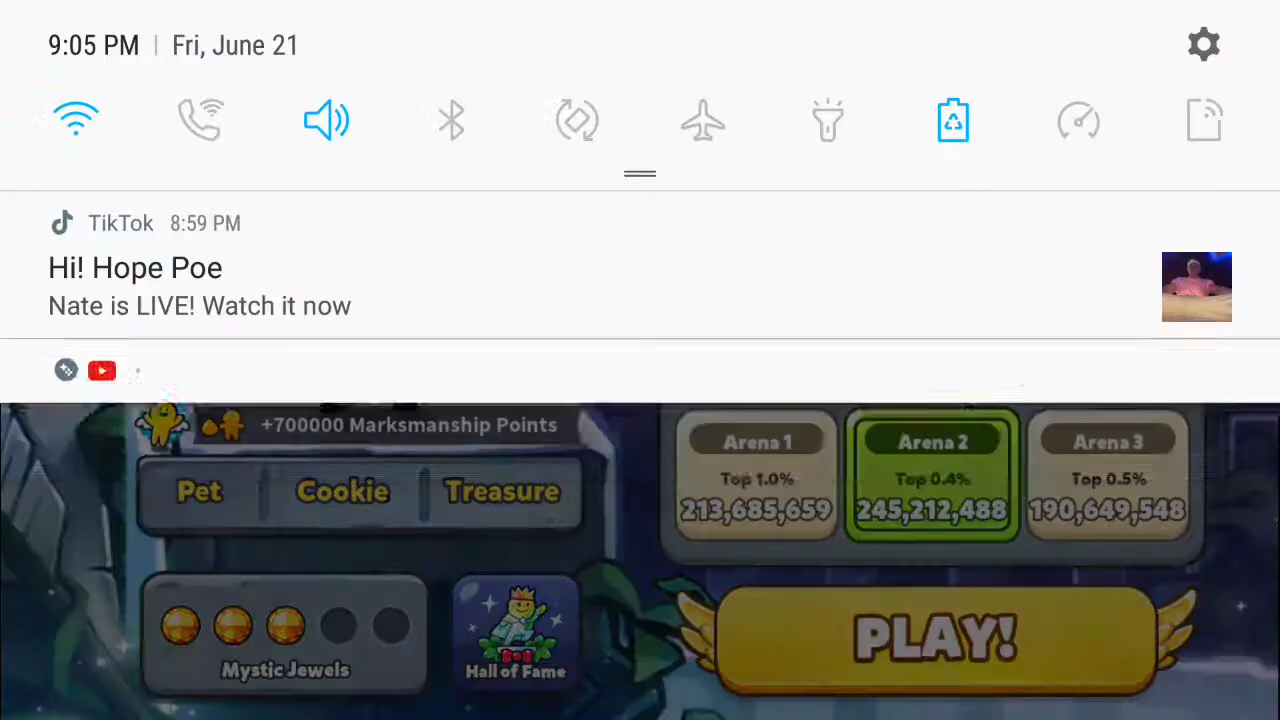 9:05 PM | Fri, June 21
TikTok 8:59 PM
Hi! Hope Poe
Nate is LIVE! Watch it now
+700000 Marksmanship Points
Pet Cookie Treasure
Arena 1 Arena 2 Arena 3
Top 1.0% Top 0.4% Top 0.5%
213,685,659 245,212,488 190,649,548
Mystic Jewels
Hall of Fame
PLAY!